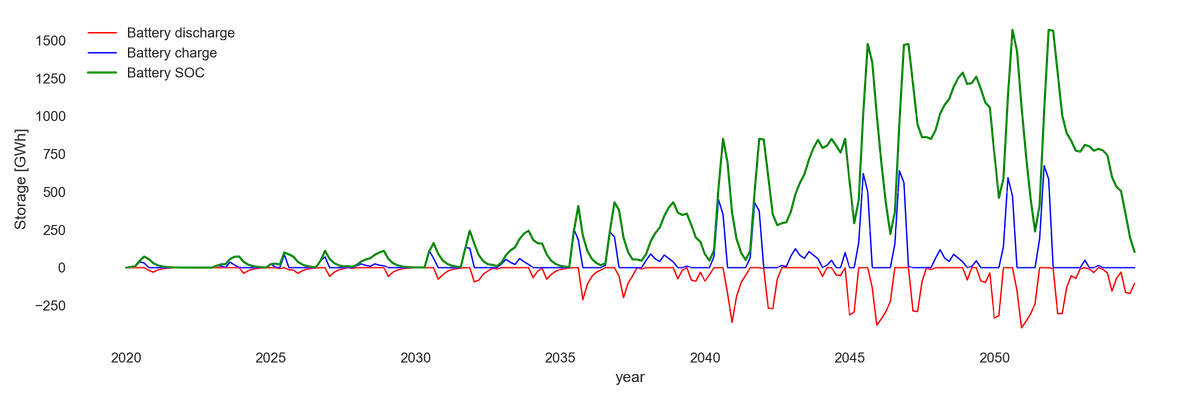 Battery discharge
Battery charge
Battery SOC
Storage [GWh]
1500
1250
1000
750
500
250
0
−250
2020 2025 2030 2035 2040 2045 2050
year